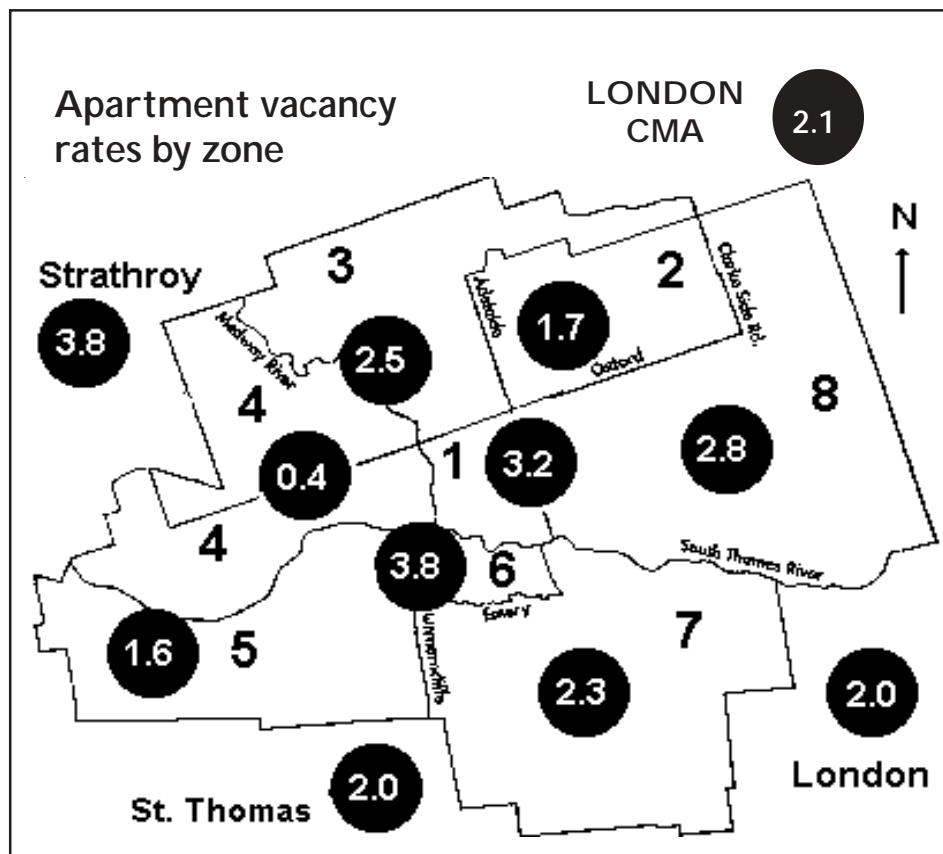 Apartment vacancy
rates by zone
LONDON
CMA
2.1
N
3
2
Clarke Side Rd.
Strathroy
3.8
Adelaide
1.7
Medway River
2.5
Oxford
4
8
1
3.2
2.8
0.4
4
3.8
6
South Thames River
Emery
1.6
5
7
2.3
2.0
London
2.0
St. Thomas